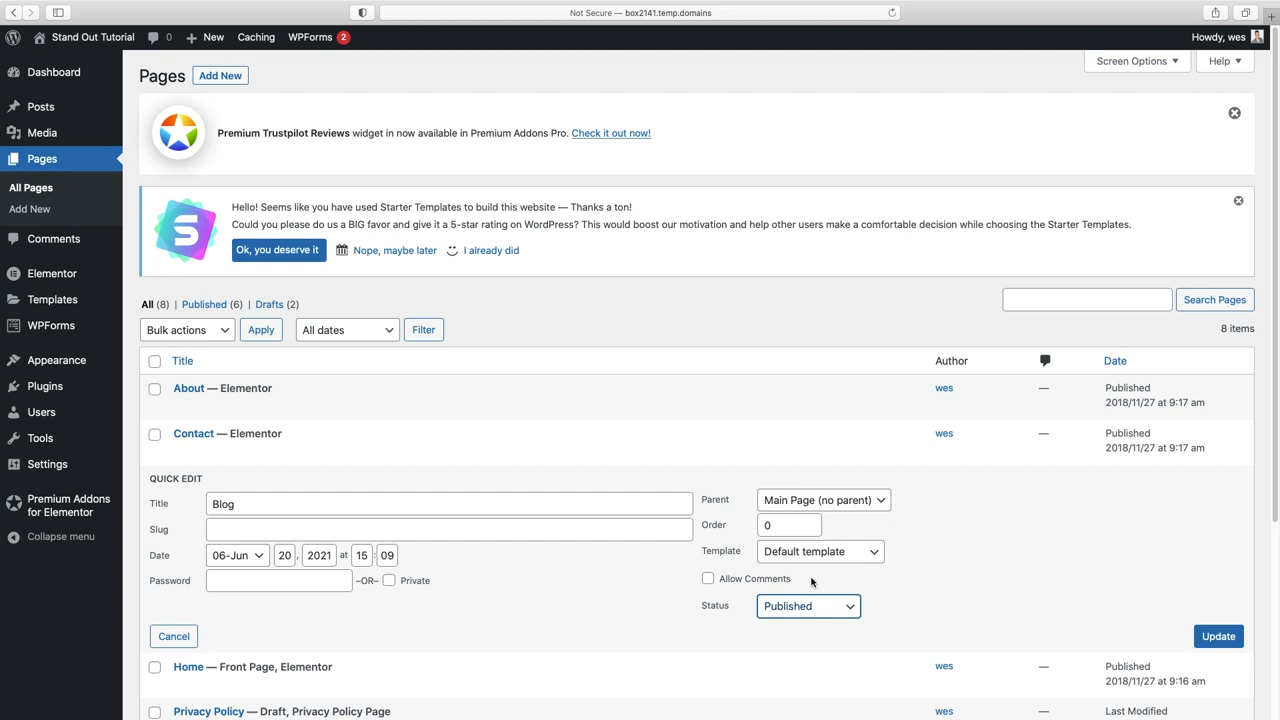 Not Secure — box2141.temp.domains
Stand Out Tutorial 0 New Caching WPForms 2 Howdy, wes
Dashboard
Posts
Media
Pages
All Pages
Add New
Comments
Elementor
Templates
WPForms
Appearance
Plugins
Users
Tools
Settings
Premium Addons
for Elementor
Collapse menu
Screen Options Help
Pages Add New
Premium Trustpilot Reviews widget in now available in Premium Addons Pro. Check it out now!
Hello! Seems like you have used Starter Templates to build this website — Thanks a ton!
Could you please do us a BIG favor and give it a 5-star rating on WordPress? This would boost our motivation and help other users make a comfortable decision while choosing the Starter Templates.
Ok, you deserve it Nope, maybe later I already did
All (8) | Published (6) | Drafts (2)
Search Pages
Bulk actions Apply All dates Filter
8 items
Title Author Date
About — Elementor wes — Published
2018/11/27 at 9:17 am
Contact — Elementor wes — Published
2018/11/27 at 9:17 am
QUICK EDIT
Title Blog
Slug
Date 06-Jun 20 , 2021 at 15 : 09
Password –OR– Private
Parent Main Page (no parent)
Order 0
Template Default template
Allow Comments
Status Published
Cancel Update
Home — Front Page, Elementor wes — Published
2018/11/27 at 9:16 am
Privacy Policy — Draft, Privacy Policy Page wes — Last Modified